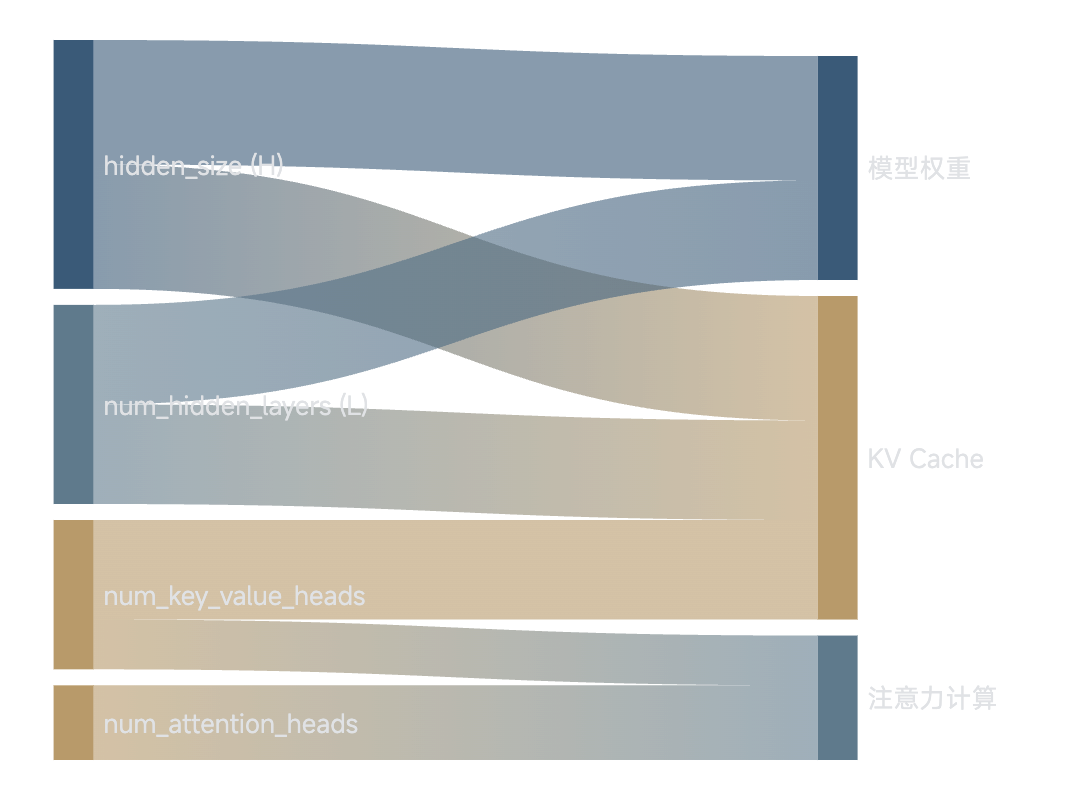 hidden_size (H)
模型权重
num_hidden_layers (L)
KV Cache
num_key_value_heads
注意力计算
num_attention_heads